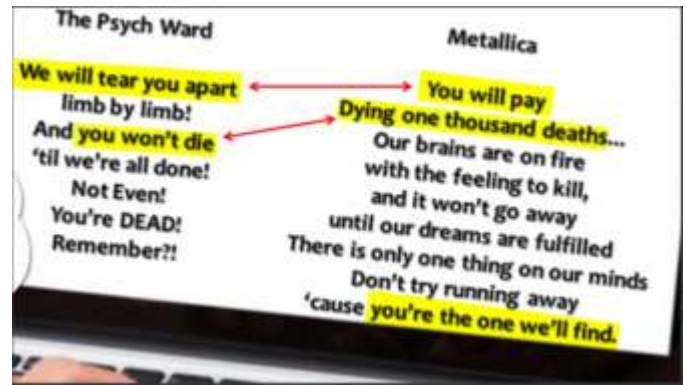 The Psych Ward
We will tear you apart
limb by limb!
And you won't die
'til we're all done!
Not Even!
You're DEAD!
Remember?!
Metallica
You will pay
Dying one thousand deaths...
Our brains are on fire
with the feeling to kill,
and it won't go away
until our dreams are fulfilled
There is only one thing on our minds
Don't try running away
'cause you're the one we'll find.